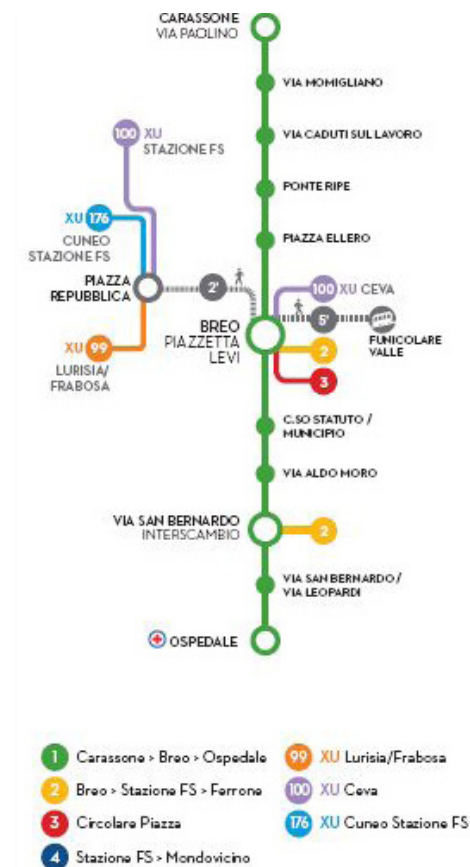 CARASSONE
VIA PAOLINO
VIA MOMIGLIANO
VIA CADUTI SUL LAVORO
100 XU
STAZIONE FS
PONTE RIPE
XU 176
CUNEO
STAZIONE FS
PIAZZA ELLERO
PIAZZA
REPUBBLICA
2'
100 XU CEVA
BREO
PIAZZETTA
LEVI
5'
FUNICOLARE
VALLE
2
XU 99
LURISIA/
FRABOSA
3
C.SO STATUTO /
MUNICIPIO
VIA ALDO MORO
VIA SAN BERNARDO
INTERSCAMBIO
2
VIA SAN BERNARDO /
VIA LEOPARDI
OSPEDALE
1 Carassone > Breo > Ospedale
2 Breo > Stazione FS > Ferrone
3 Circolare Piazza
4 Stazione FS > Mondovicino
99 XU Lurisia/Frabosa
100 XU Ceva
176 XU Cuneo Stazione FS